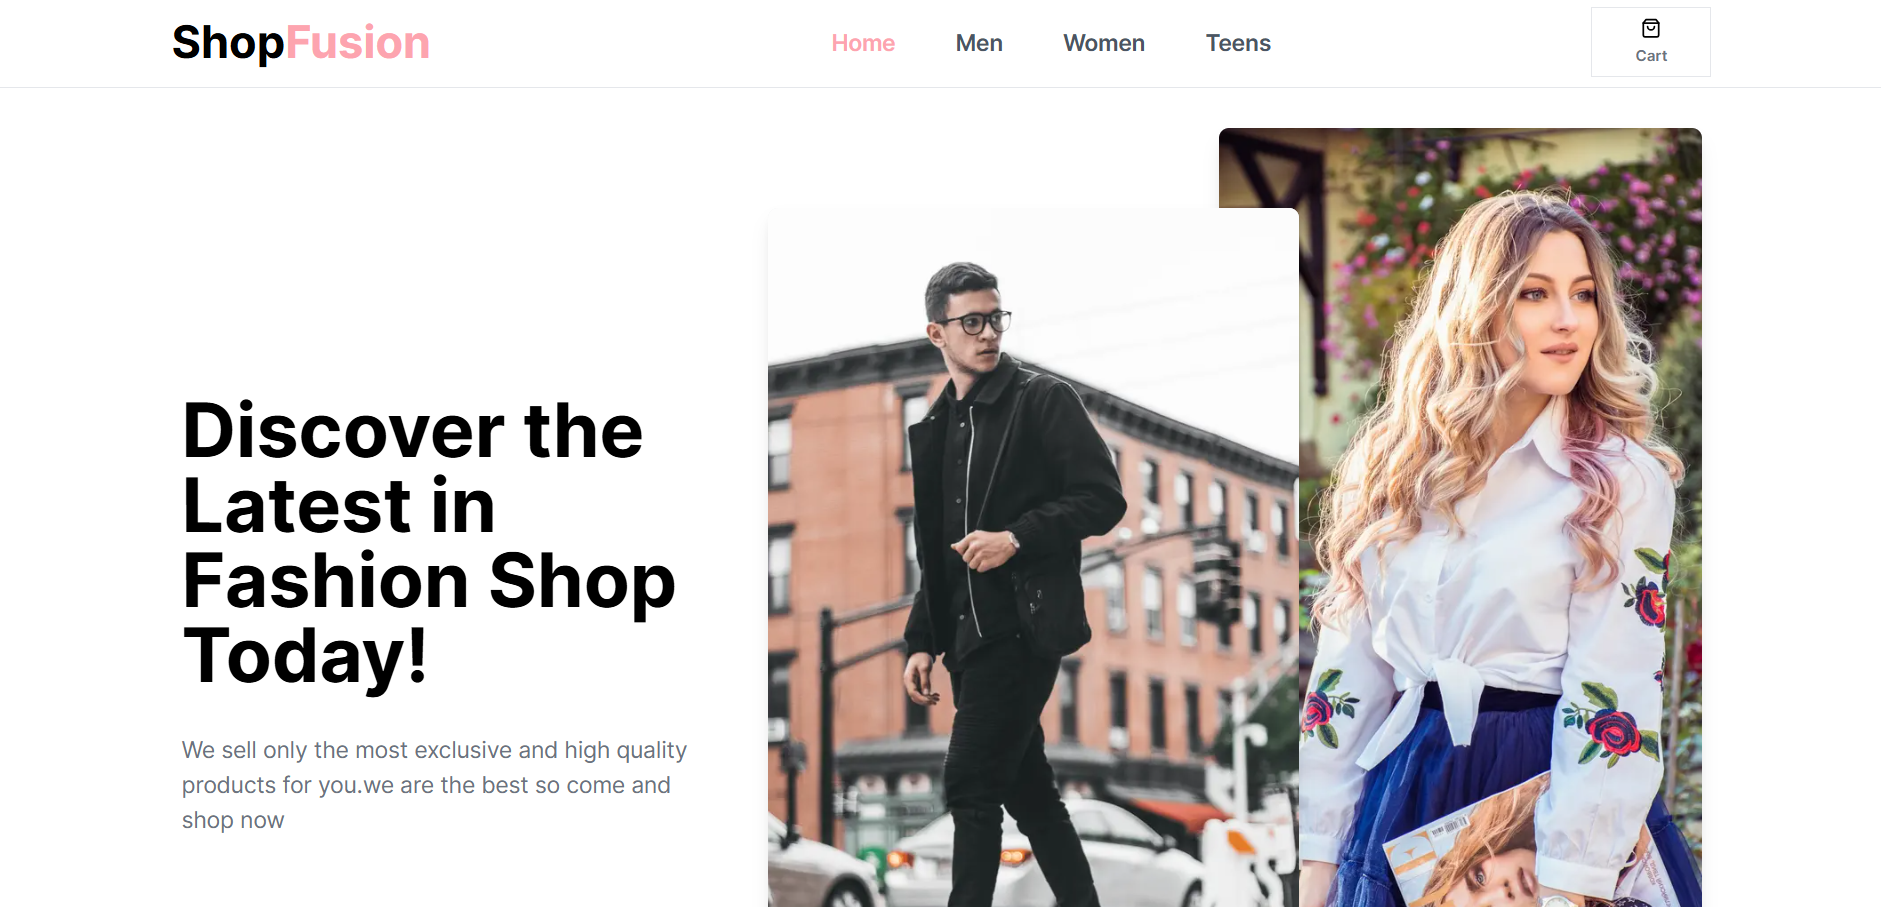 ShopFusion
Home Men Women Teens
Cart
Discover the
Latest in
Fashion Shop
Today!
We sell only the most exclusive and high quality
products for you.we are the best so come and
shop now